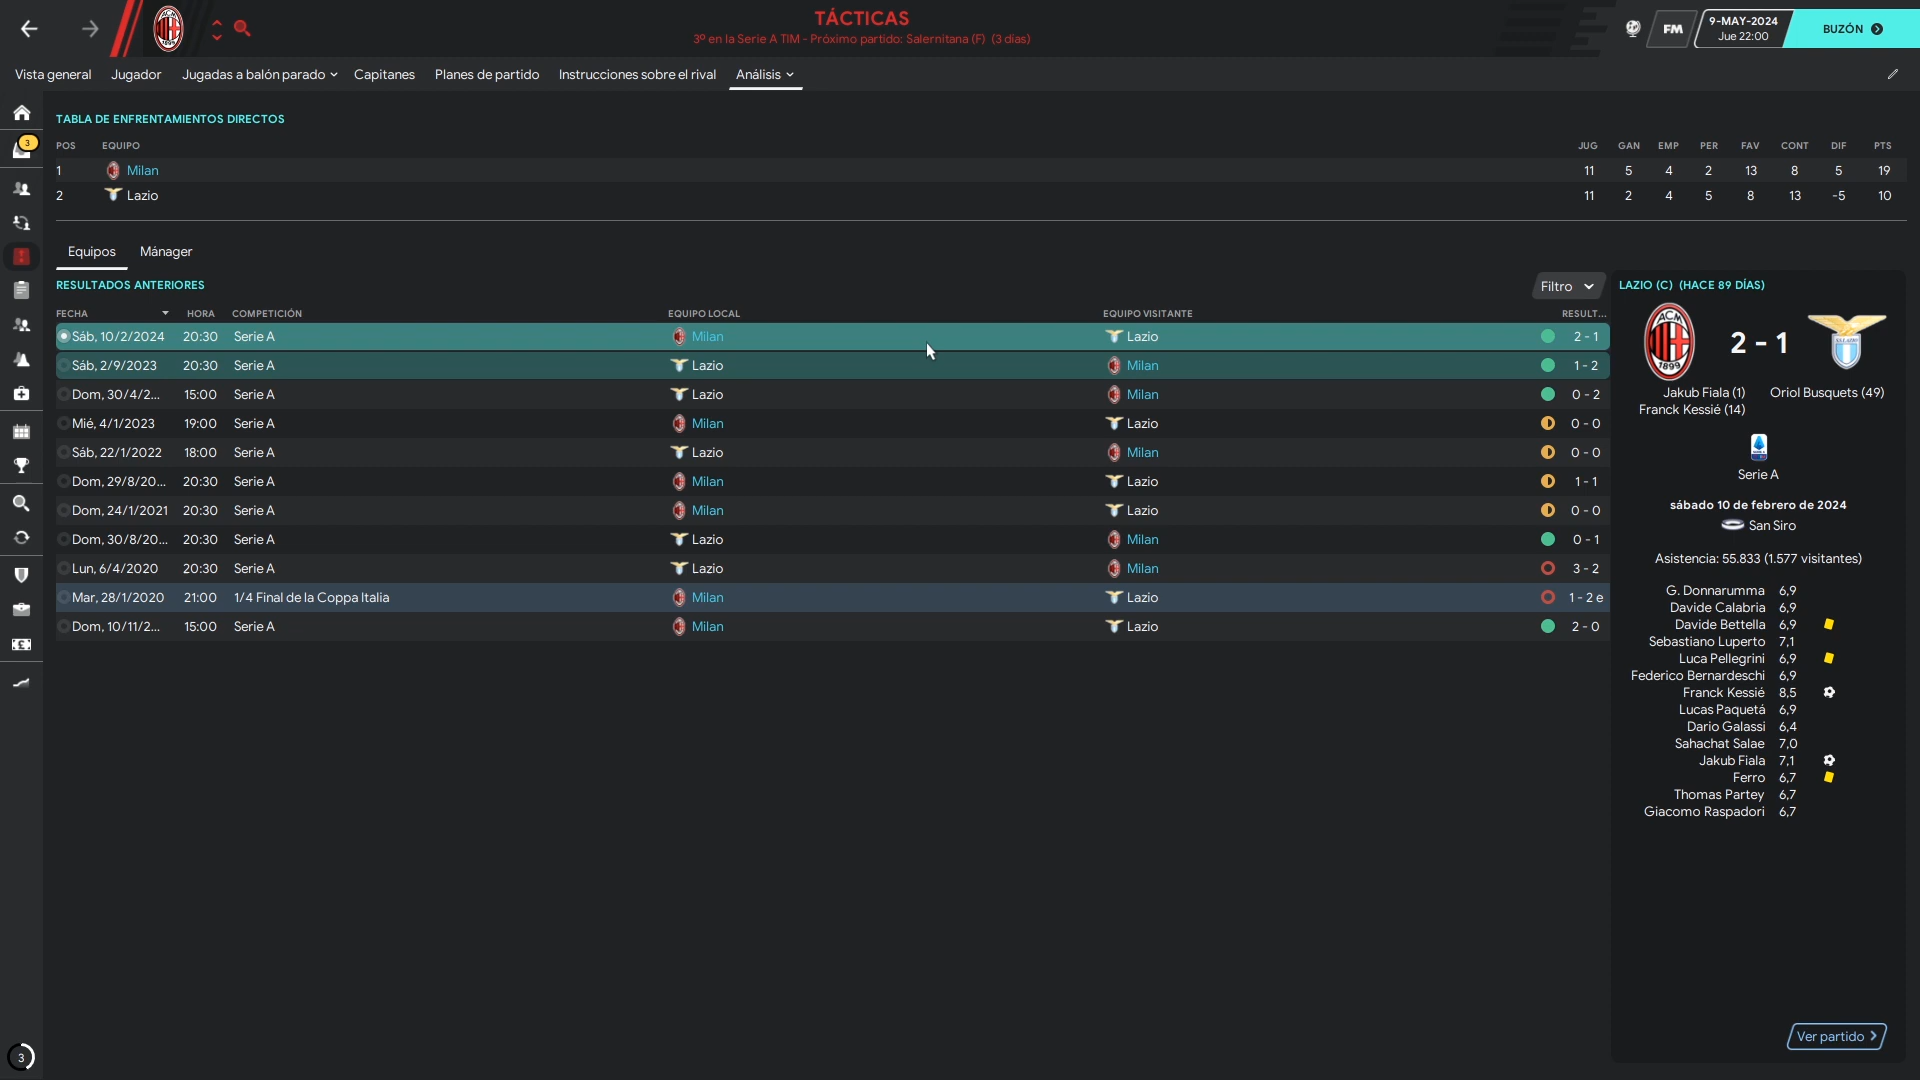 TÁCTICAS
3º en la Serie A TIM - Próximo partido: Salernitana (F) (3 días)
FM
9-MAY-2024
Jue 22:00
BUZÓN
Vista general Jugador Jugadas a balón parado Capitanes Planes de partido Instrucciones sobre el rival Análisis
3
TABLA DE ENFRENTAMIENTOS DIRECTOS
POS EQUIPO JUG GAN EMP PER FAV CONT DIF PTS
1 Milan 11 5 4 2 13 8 5 19
2 Lazio 11 2 4 5 8 13 -5 10
Equipos Mánager
RESULTADOS ANTERIORES
Filtro
FECHA HORA COMPETICIÓN EQUIPO LOCAL EQUIPO VISITANTE RESULT...
Sáb, 10/2/2024 20:30 Serie A Milan Lazio 2 - 1
Sáb, 2/9/2023 20:30 Serie A Lazio Milan 1 - 2
Dom, 30/4/2... 15:00 Serie A Lazio Milan 0 - 2
Mié, 4/1/2023 19:00 Serie A Milan Lazio 0 - 0
Sáb, 22/1/2022 18:00 Serie A Lazio Milan 0 - 0
Dom, 29/8/20... 20:30 Serie A Milan Lazio 1 - 1
Dom, 24/1/2021 20:30 Serie A Milan Lazio 0 - 0
Dom, 30/8/20... 20:30 Serie A Lazio Milan 0 - 1
Lun, 6/4/2020 20:30 Serie A Lazio Milan 3 - 2
Mar, 28/1/2020 21:00 1/4 Final de la Coppa Italia Milan Lazio 1 - 2 e
Dom, 10/11/2... 15:00 Serie A Milan Lazio 2 - 0
LAZIO (C) (HACE 89 DÍAS)
ACM
1899
2 - 1
Jakub Fiala (1) Oriol Busquets (49)
Franck Kessié (14)
Serie A
sábado 10 de febrero de 2024
San Siro
Asistencia: 55.833 (1.577 visitantes)
G. Donnarumma 6,9
Davide Calabria 6,9
Davide Bettella 6,9
Sebastiano Luperto 7,1
Luca Pellegrini 6,9
Federico Bernardeschi 6,9
Franck Kessié 8,5
Lucas Paquetá 6,9
Dario Galassi 6,4
Sahachat Salae 7,0
Jakub Fiala 7,1
Ferro 6,7
Thomas Partey 6,7
Giacomo Raspadori 6,7
Ver partido
3